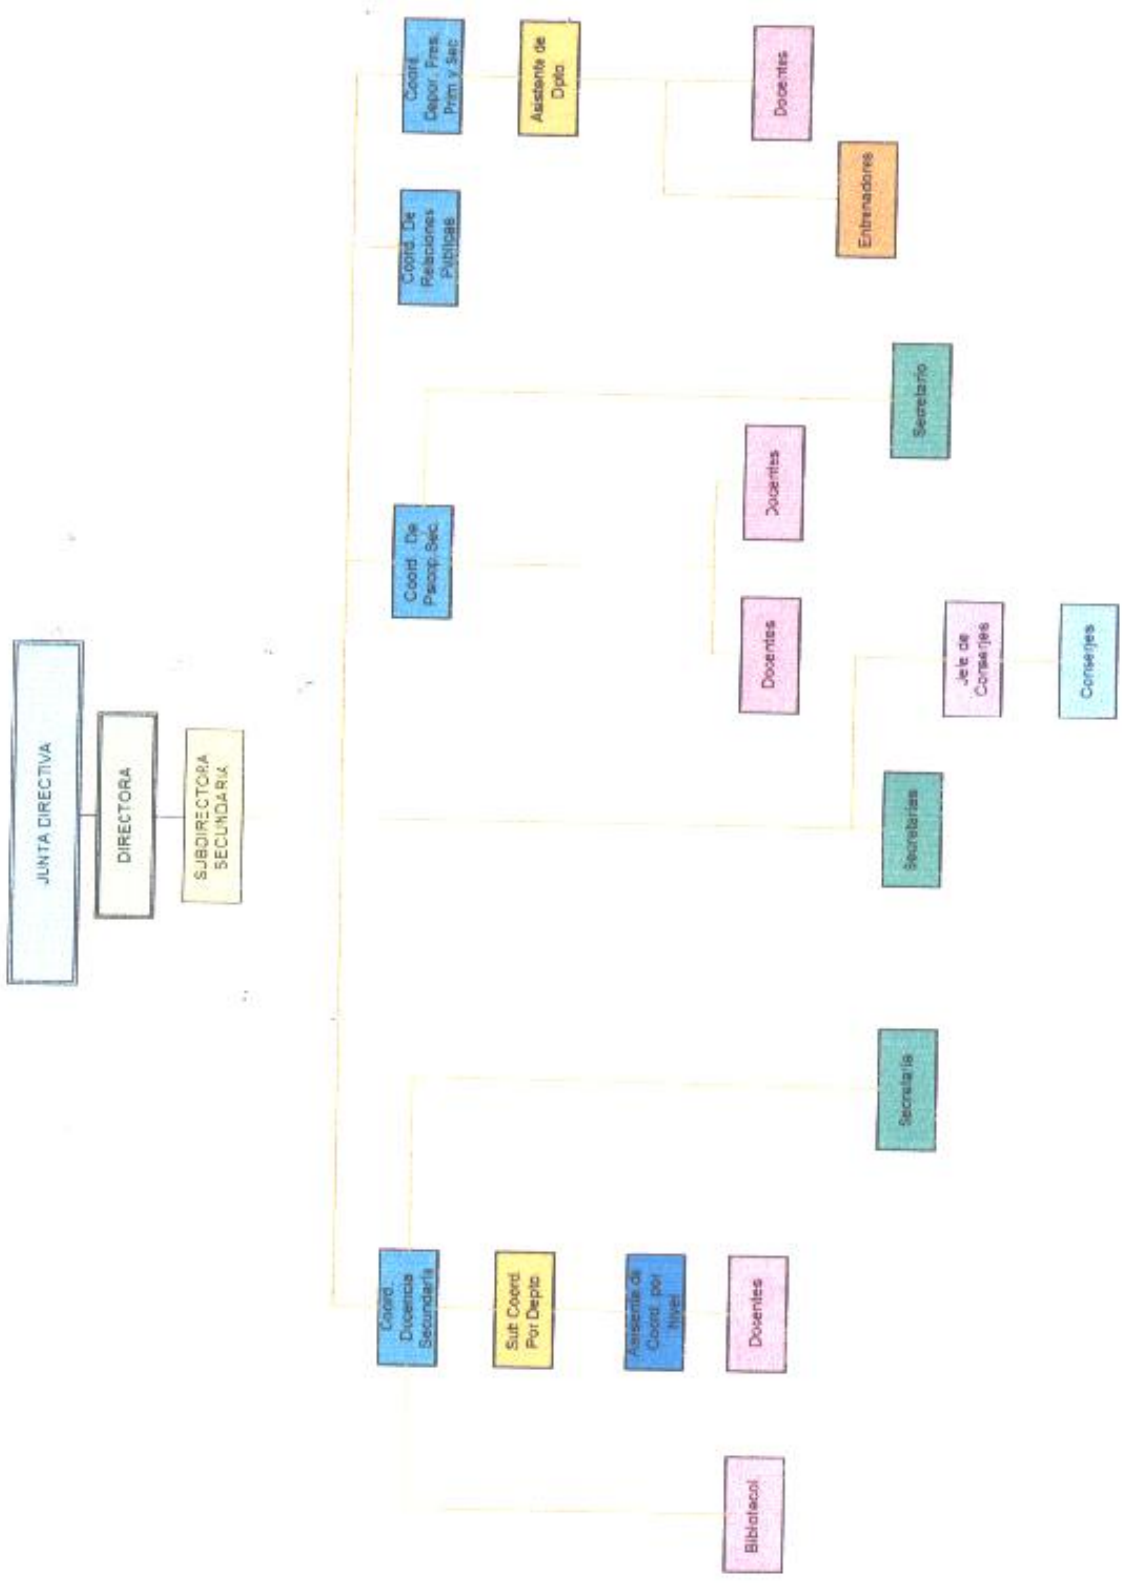 JUNTA DIRECTIVA
DIRECTORA
SUBDIRECTORA
SECUNDARIA
Coord.
Docencia
Secundaria
Coord. De
Psicop.Sec.
Coord. De
Relaciones
Publicas
Coord.
Depor. Pres.
Prim y Sec
Sub Coord.
Por Depto
Asistente de
Dpto.
Asistente de
Coord. por
Nivel
Bibliotecol
Docentes
Docentes
Docentes
Docentes
Entrenadores
Secretaria
Secretarias
Secretario
Jefe de
Conserjes
Conserjes